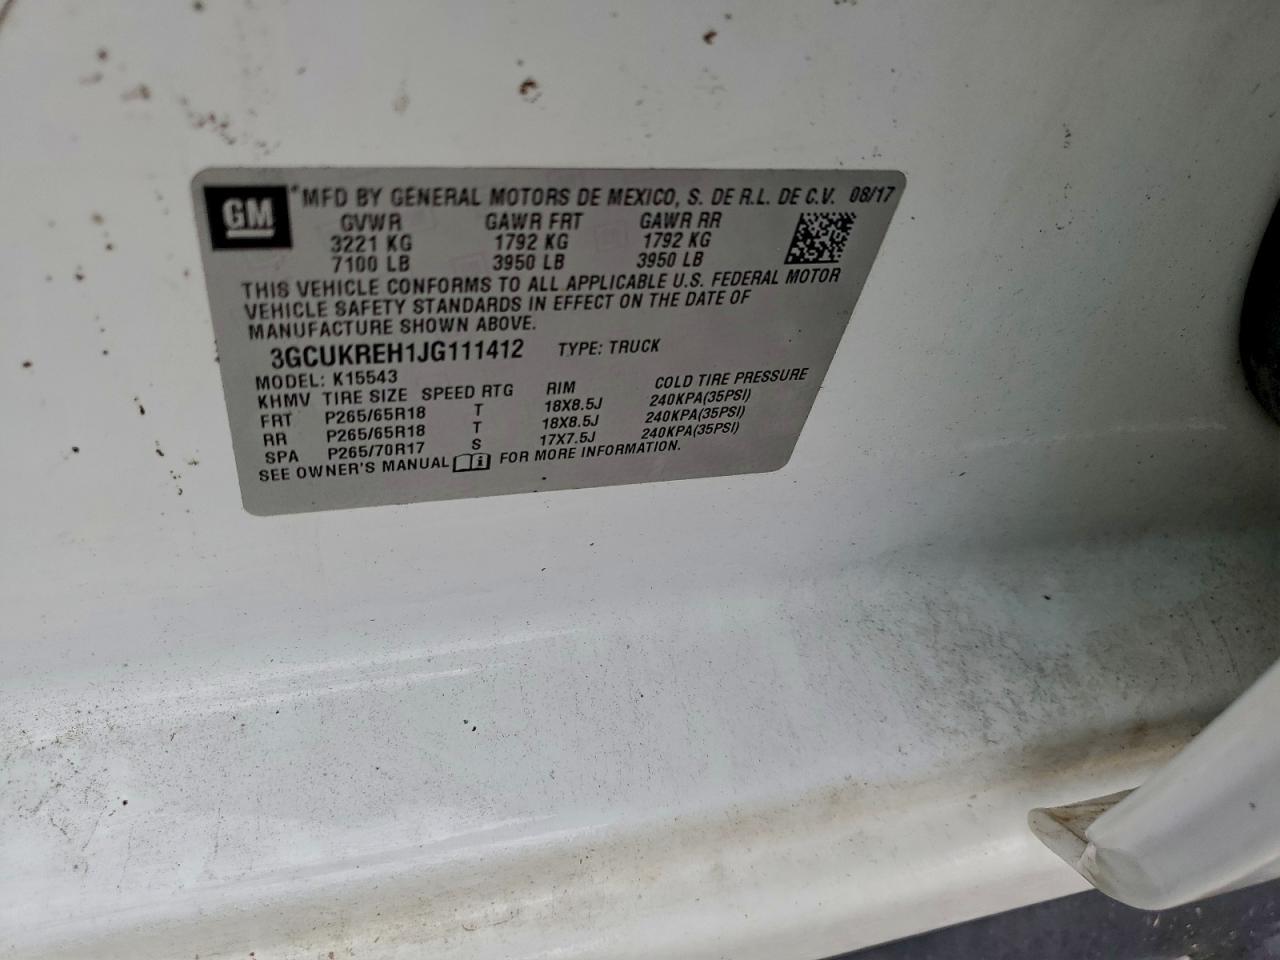 GM
MFD BY GENERAL MOTORS DE MEXICO, S. DE R.L. DE C.V. 08/17
GVWR GAWR FRT GAWR RR
3221 KG 1792 KG 1792 KG
7100 LB 3950 LB 3950 LB
THIS VEHICLE CONFORMS TO ALL APPLICABLE U.S. FEDERAL MOTOR
VEHICLE SAFETY STANDARDS IN EFFECT ON THE DATE OF
MANUFACTURE SHOWN ABOVE.
3GCUKREH1JG111412 TYPE: TRUCK
MODEL: K15543
KHMV TIRE SIZE SPEED RTG RIM COLD TIRE PRESSURE
FRT P265/65R18 T 18X8.5J 240KPA(35PSI)
RR P265/65R18 T 18X8.5J 240KPA(35PSI)
SPA P265/70R17 S 17X7.5J 240KPA(35PSI)
SEE OWNER'S MANUAL FOR MORE INFORMATION.